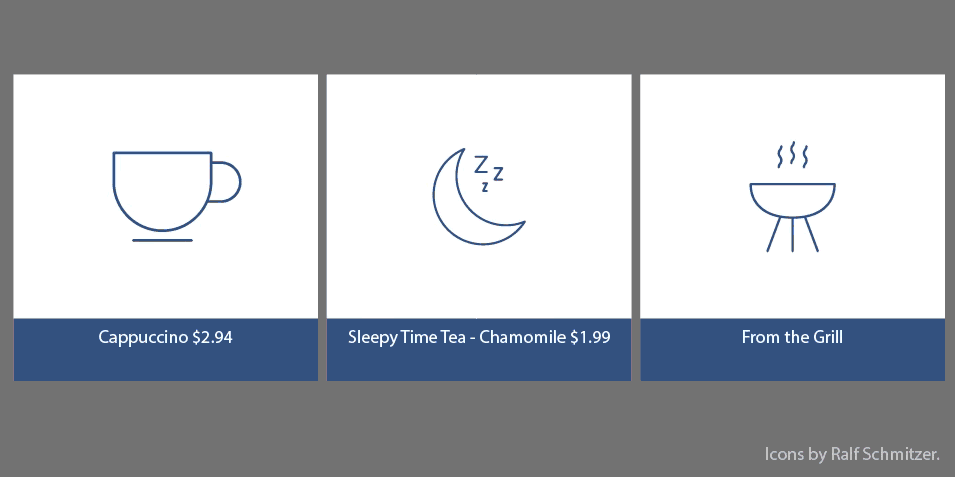 Z z
z
Cappuccino $2.94
Sleepy Time Tea - Chamomile $1.99
From the Grill
Icons by Ralf Schmitzer.